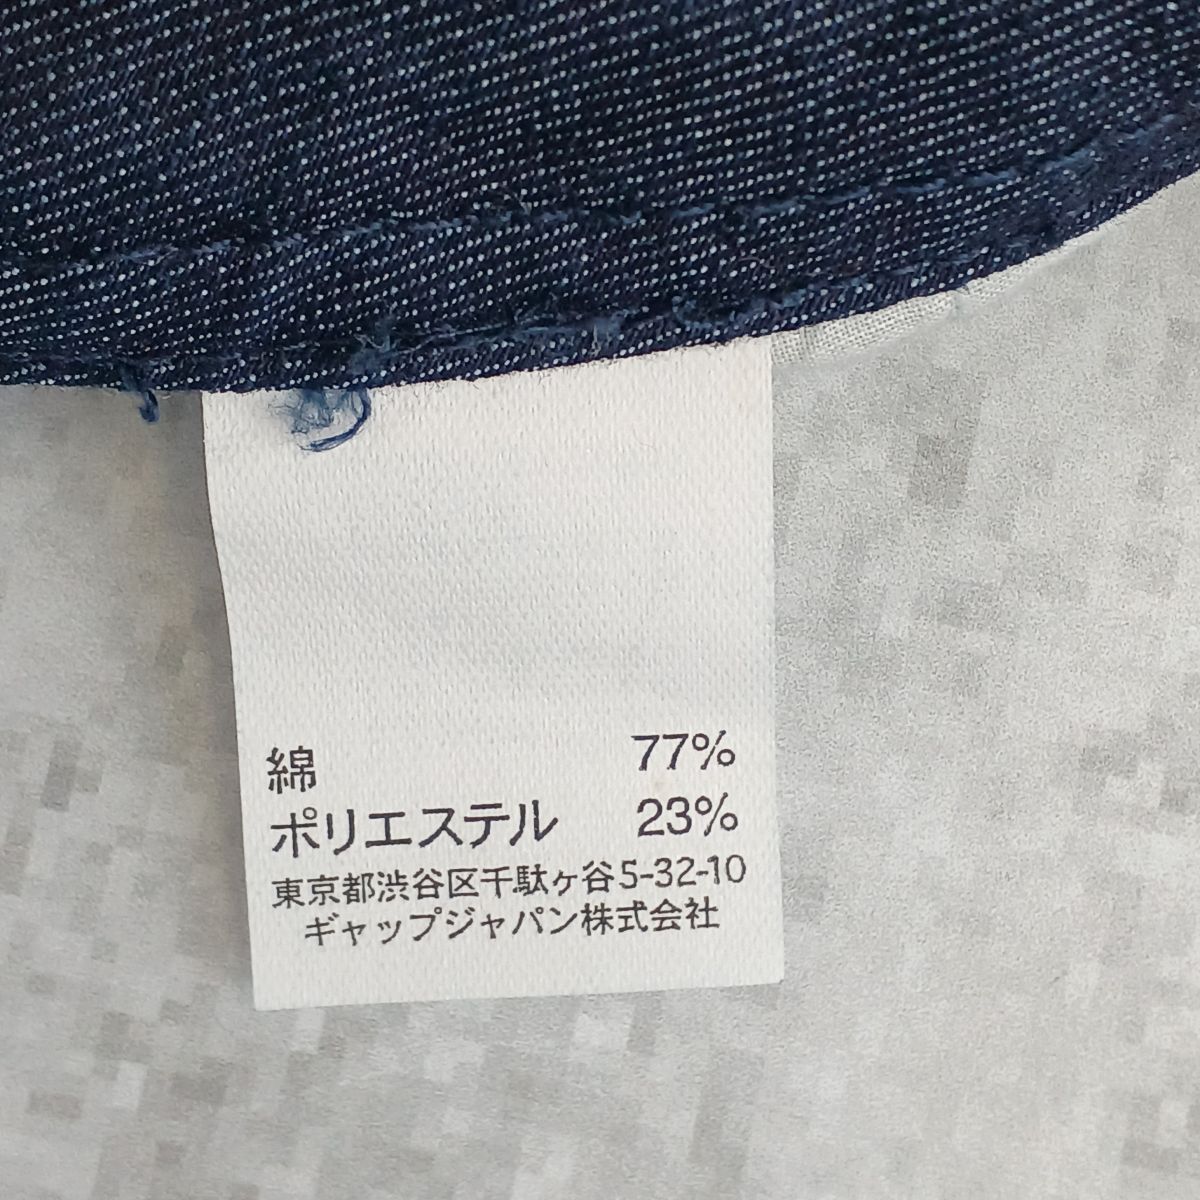 綿 77%
ポリエステル 23%
東京都渋谷区千駄ヶ谷5-32-10
ギャップジャパン株式会社